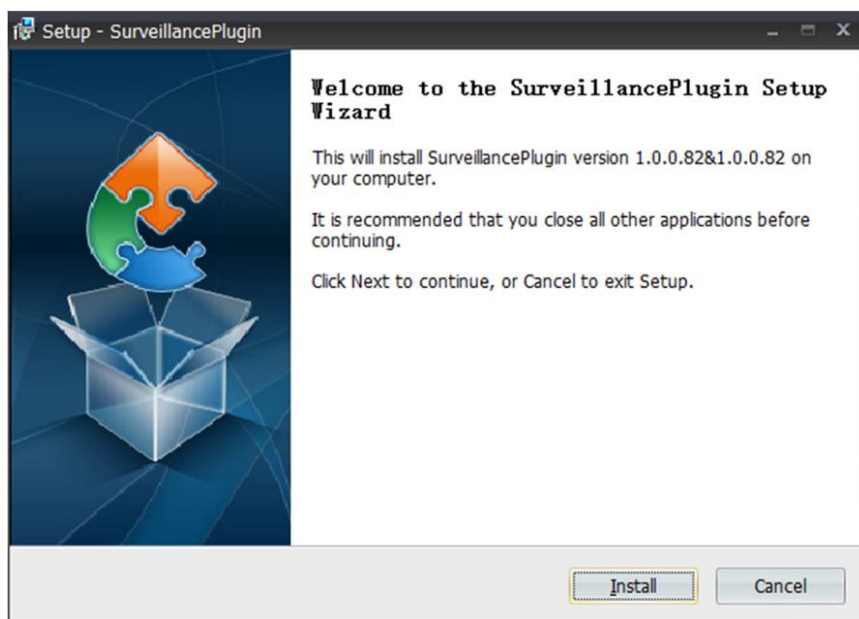 Setup - SurveillancePlugin
Welcome to the SurveillancePlugin Setup
Wizard
This will install SurveillancePlugin version 1.0.0.82&1.0.0.82 on
your computer.
It is recommended that you close all other applications before
continuing.
Click Next to continue, or Cancel to exit Setup.
Install
Cancel